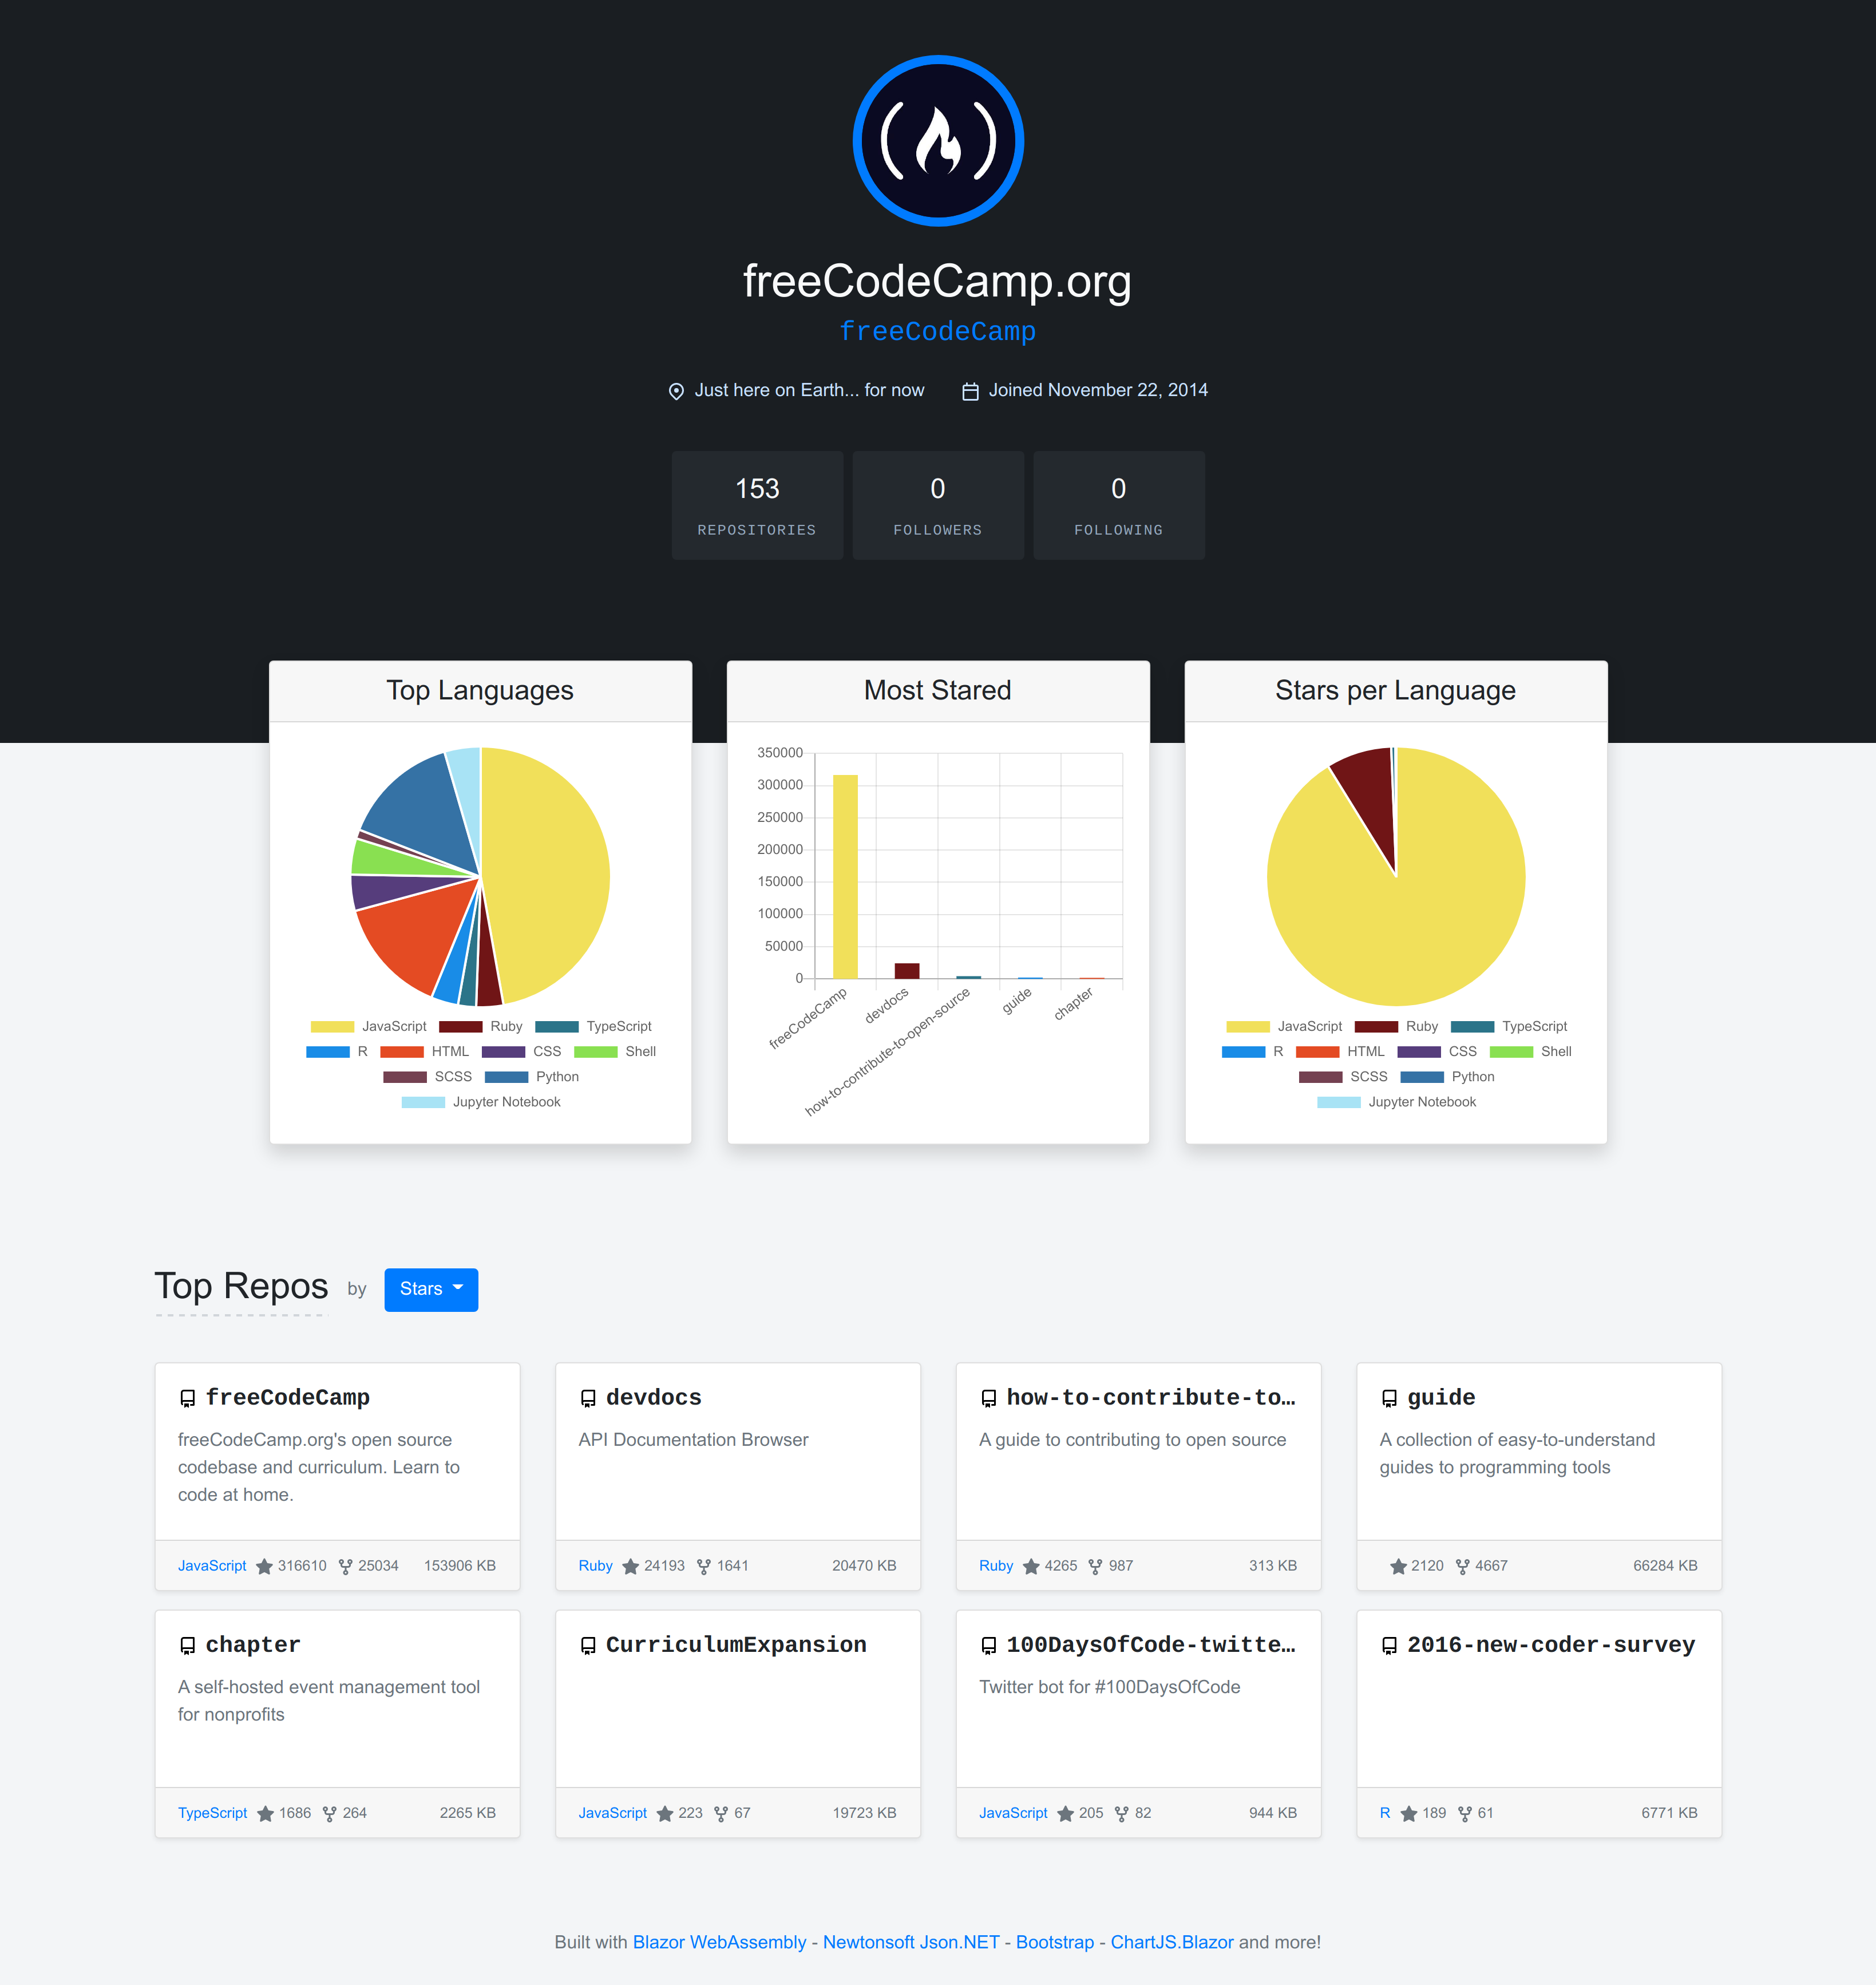 freeCodeCamp.org
freeCodeCamp
Just here on Earth... for now Joined November 22, 2014
153 0 0
REPOSITORIES FOLLOWERS FOLLOWING
Top Languages
JavaScript Ruby TypeScript
R HTML CSS Shell
SCSS Python
Jupyter Notebook
Most Stared
350000
300000
250000
200000
150000
100000
50000
0
freeCodeCamp
devdocs
how-to-contribute-to-open-source
guide
chapter
Stars per Language
JavaScript Ruby TypeScript
R HTML CSS Shell
SCSS Python
Jupyter Notebook
Top Repos by Stars
freeCodeCamp
freeCodeCamp.org's open source
codebase and curriculum. Learn to
code at home.
JavaScript 316610 25034 153906 KB
devdocs
API Documentation Browser
Ruby 24193 1641 20470 KB
how-to-contribute-to...
A guide to contributing to open source
Ruby 4265 987 313 KB
guide
A collection of easy-to-understand
guides to programming tools
2120 4667 66284 KB
chapter
A self-hosted event management tool
for nonprofits
TypeScript 1686 264 2265 KB
CurriculumExpansion
JavaScript 223 67 19723 KB
100DaysOfCode-twitte...
Twitter bot for #100DaysOfCode
JavaScript 205 82 944 KB
2016-new-coder-survey
R 189 61 6771 KB
Built with Blazor WebAssembly - Newtonsoft Json.NET - Bootstrap - ChartJS.Blazor and more!